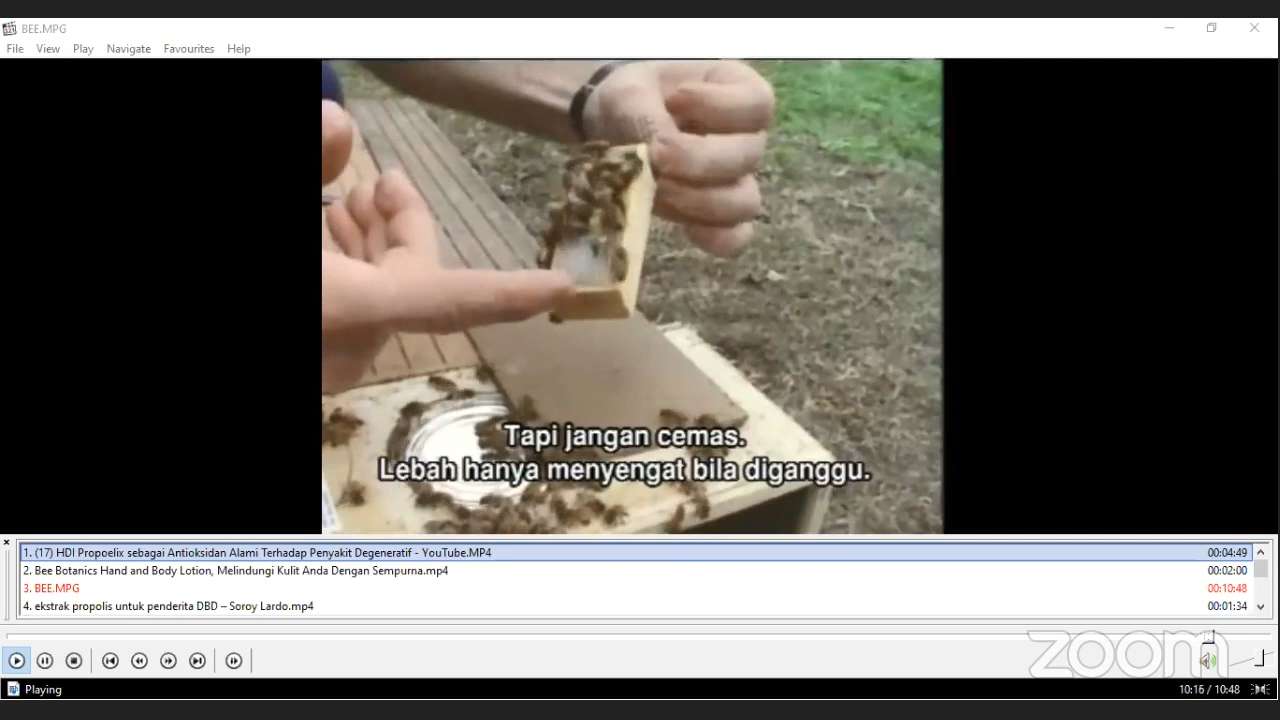 BEE.MPG
File View Play Navigate Favourites Help
Tapi jangan cemas.
Lebah hanya menyengat bila diganggu.
1. (17) HDI Propoelix sebagai Antioksidan Alami Terhadap Penyakit Degeneratif - YouTube.MP4 00:04:49
2. Bee Botanics Hand and Body Lotion, Melindungi Kulit Anda Dengan Sempurna.mp4 00:02:00
3. BEE.MPG 00:10:48
4. ekstrak propolis untuk penderita DBD – Soroy Lardo.mp4 00:01:34
zoom
Playing 10:16 / 10:48